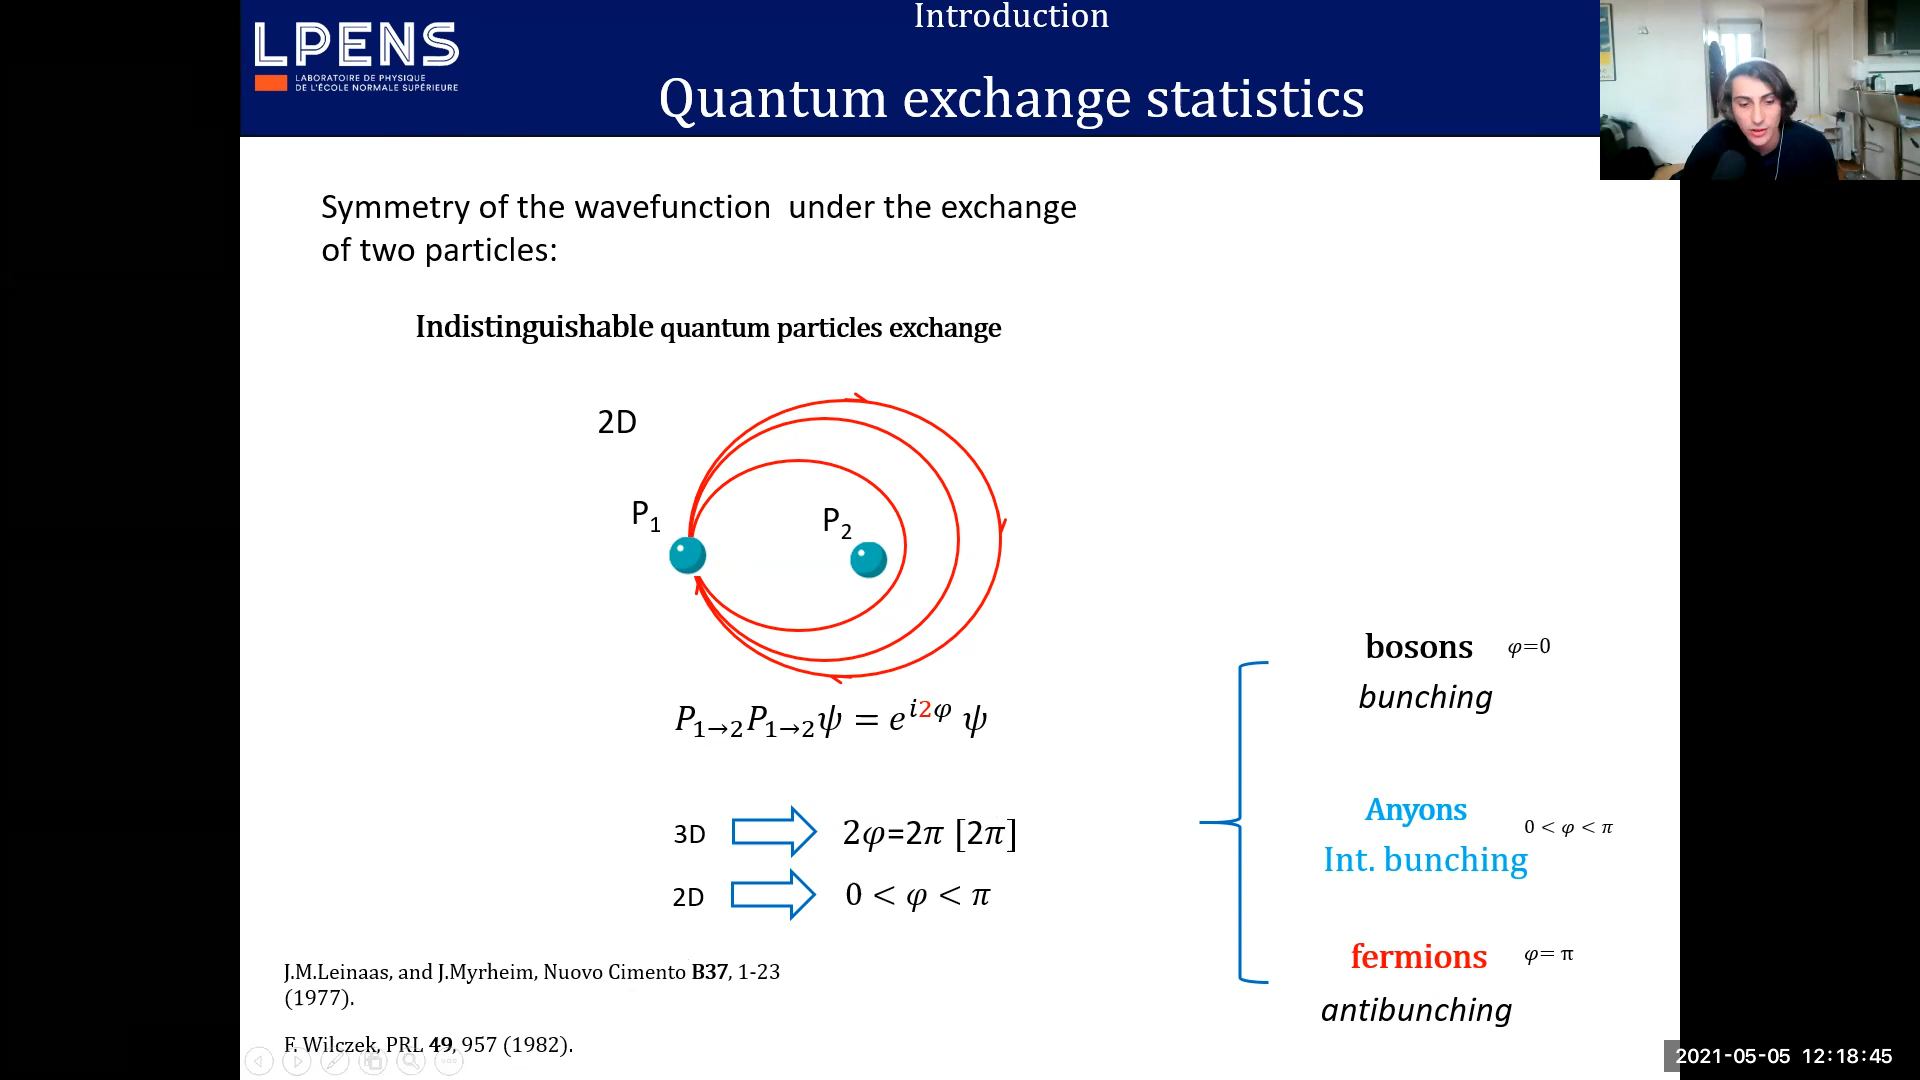 Introduction
LPENS
LABORATOIRE DE PHYSIQUE
DE L'ÉCOLE NORMALE SUPÉRIEURE
Quantum exchange statistics
Symmetry of the wavefunction under the exchange
of two particles:
Indistinguishable quantum particles exchange
2D
P₁
P₂
P₁→₂P₁→₂ψ = e^{i2φ} ψ
3D 2φ=2π [2π]
2D 0 < φ < π
bosons φ=0
bunching
Anyons 0 < φ < π
Int. bunching
fermions φ= π
antibunching
J.M.Leinaas, and J.Myrheim, Nuovo Cimento B37, 1-23
(1977).
F. Wilczek, PRL 49, 957 (1982).
2021-05-05 12:18:45